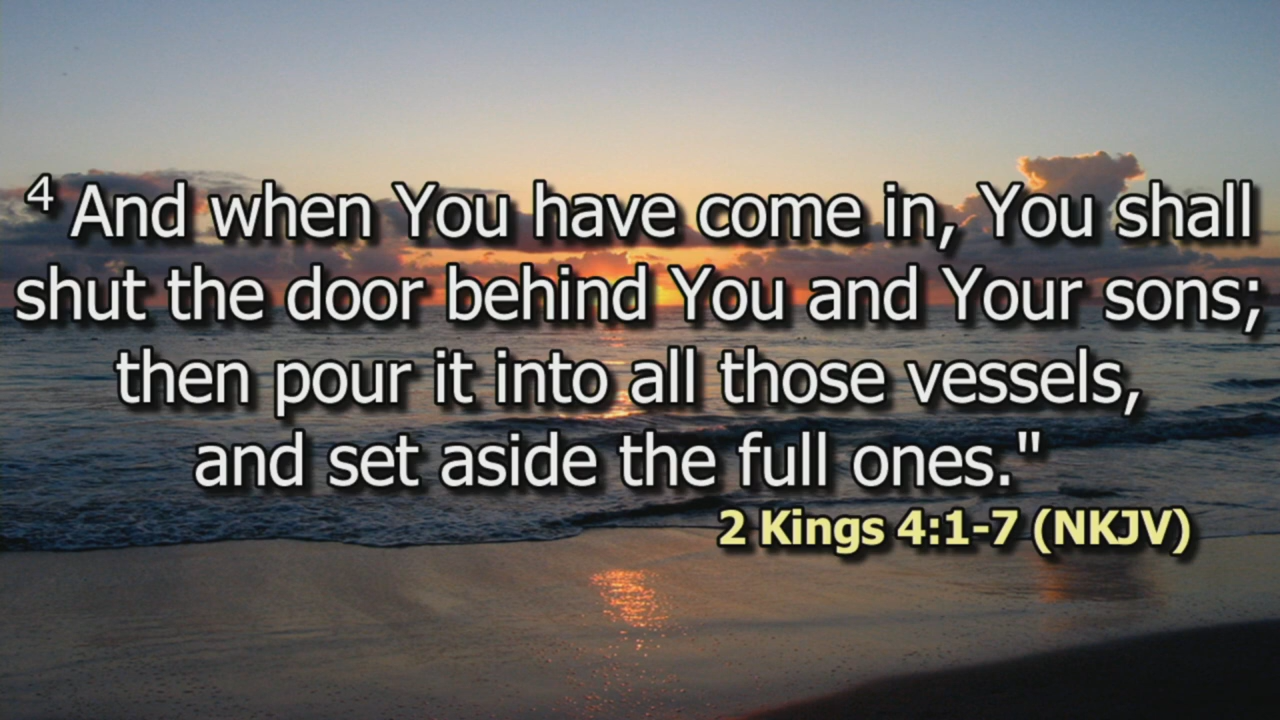 4 And when You have come in, You shall
shut the door behind You and Your sons;
then pour it into all those vessels,
and set aside the full ones."
2 Kings 4:1-7 (NKJV)